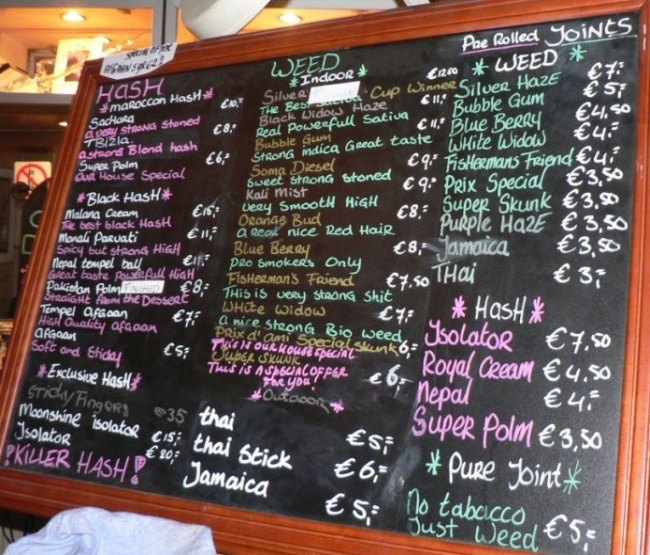 SPECIAL OFFER
AFGAAN 5 GR € 23
HASH
*maroccan HasH*
SacHara €10,-
a very strong stoned
TBizla €8,-
a strong Blond hash
Super Polm €6,-
our House Special
*Black HasH*
Malana Cream €15,-
The best black Hash
Manali Parvati €11,-
Spicy but strong HigH
Nepal tempel ball €11,-
Great taste Powerfull HigH
Pakistan Polm FINISHED €8,-
Straight from the Dessert
Tempel Afgaan €7,-
High Quality afgaan
Afgaan €5,-
Soft and Sticky
*Exclusive HasH*
Sticky Fingers €35
Moonshine isolator €15,-
Isolator €20,-
!KILLER HASH!
WEED
*Indoor*
Silver Cup Winner €12,00
The Best
Black Widow Haze €11,-
Real Powerfull Sativa
Bubble Gum €11,-
Strong indica Great taste
Soma Diesel €9,-
Sweet strong stoned
Kali Mist €9,-
Very Smooth HigH
Orange Bud €8,-
a real nice Red Hair
Blue Berry €8,-
Pro Smokers Only
Fisherman's Friend €7,50
This is very strong shit
White Widow €7,-
a nice strong Bio weed
Prix d' Ami Special skunk 6,-
This is our House Special
Super Skunk €6,-
This is a special offer
for you!
*Outdoor*
thai €5,-
thai Stick €6,-
Jamaica €5,-
Pre Rolled Joints
*WEED*
Silver Haze €7,-
Bubble Gum €5,-
Blue Berry €4,50
White Widow €4,-
Fishermans Friend €4,-
Prix Special €3,50
Super Skunk €3,50
Purple Haze €3,50
Jamaica €3,50
THai €3,-
*HasH*
Isolator €7,50
Royal Cream €4,50
Nepal €4,-
Super Polm €3,50
*Pure Joint*
No tabacco
Just Weed €5,-